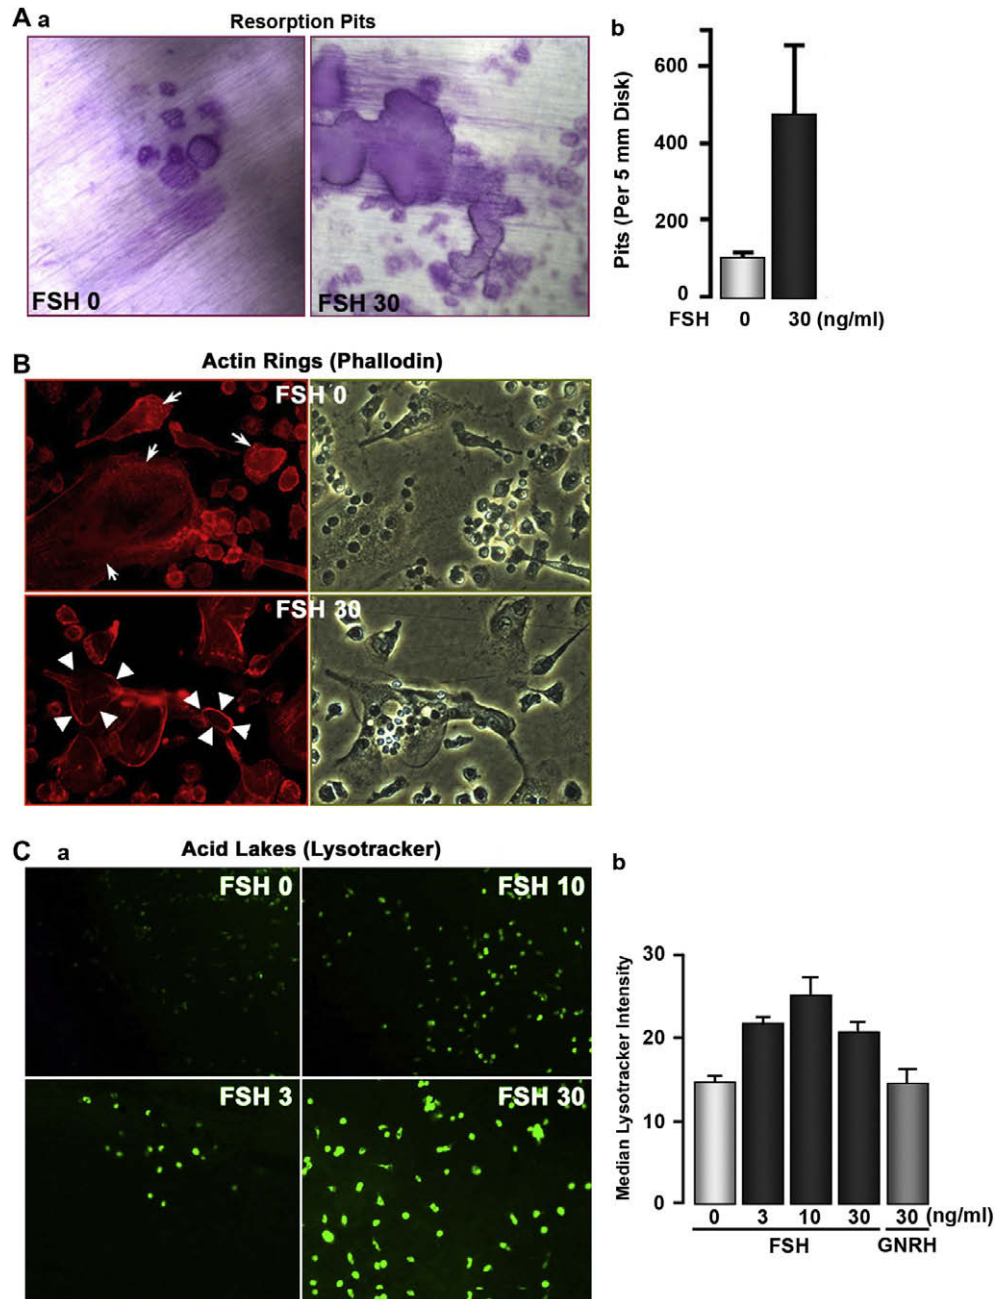 A a
Resorption Pits
FSH 0
FSH 30
b
Pits (Per 5 mm Disk)
600
400
200
0
FSH 0 30 (ng/ml)
B
Actin Rings (Phallodin)
FSH 0
FSH 30
C a
Acid Lakes (Lysotracker)
FSH 0
FSH 10
FSH 3
FSH 30
b
Median Lysotracker Intensity
30
20
10
0
0 3 10 30 30 (ng/ml)
FSH GNRH